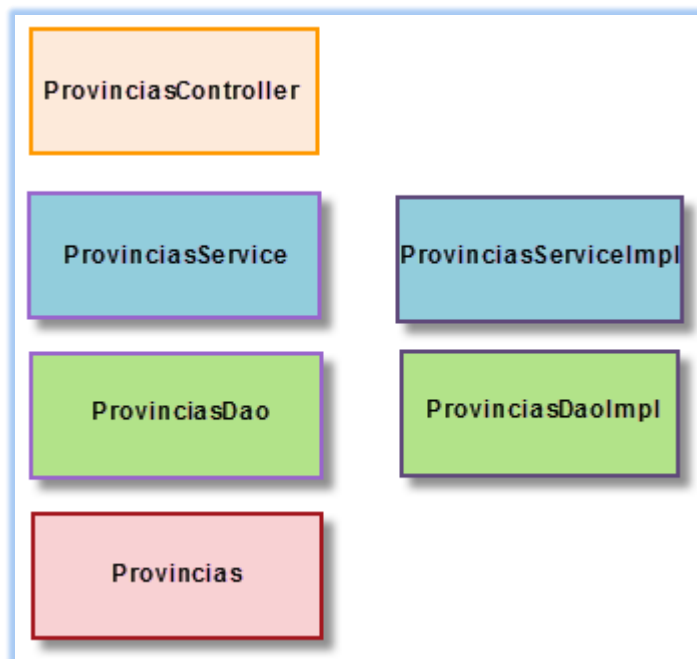 ProvinciasController
ProvinciasService
ProvinciasServiceImpl
ProvinciasDao
ProvinciasDaoImpl
Provincias